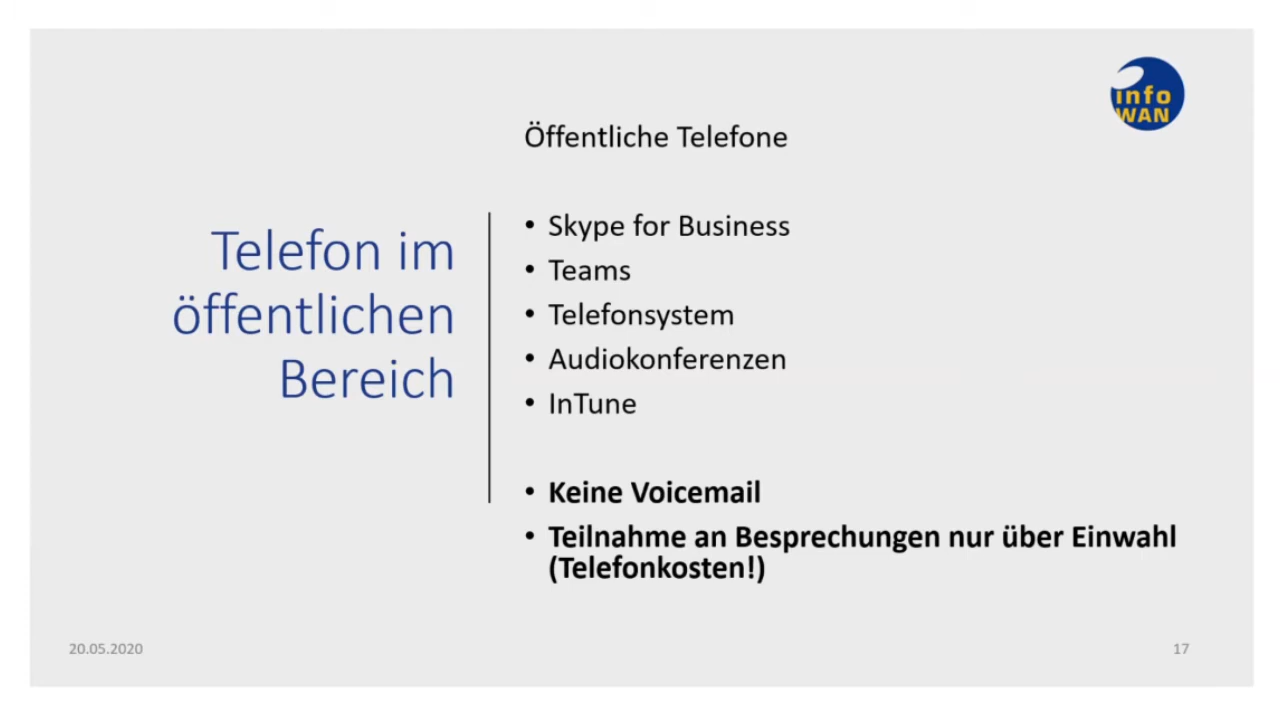 info
WAN
Öffentliche Telefone
Telefon im
öffentlichen
Bereich
• Skype for Business
• Teams
• Telefonsystem
• Audiokonferenzen
• InTune
• Keine Voicemail
• Teilnahme an Besprechungen nur über Einwahl
(Telefonkosten!)
20.05.2020
17